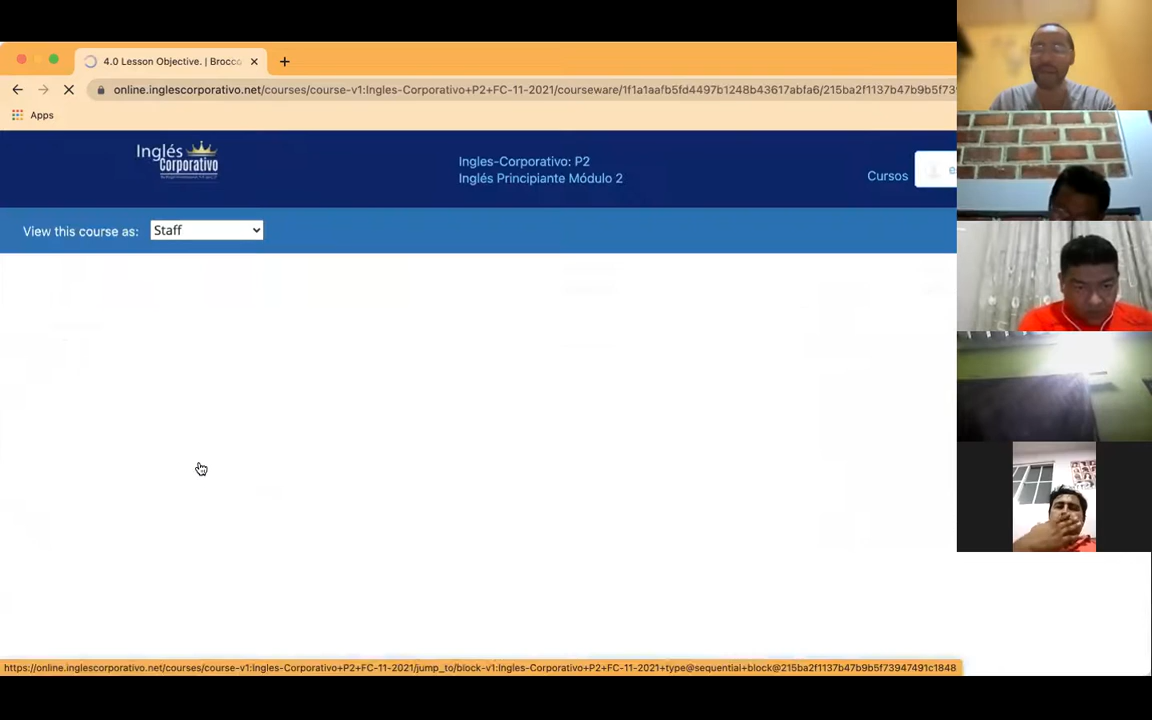 4.0 Lesson Objective. | Brocco
online.inglescorporativo.net/courses/course-v1:Ingles-Corporativo+P2+FC-11-2021/courseware/1f1a1aafb5fd4497b1248b43617abfa6/215ba2f1137b47b9b5f73
Apps
Inglés
Corporativo
Ingles-Corporativo: P2
Inglés Principiante Módulo 2
Cursos
View this course as:
Staff
https://online.inglescorporativo.net/courses/course-v1:Ingles-Corporativo+P2+FC-11-2021/jump_to/block-v1:Ingles-Corporativo+P2+FC-11-2021+type@sequential+block@215ba2f1137b47b9b5f73947491c1848